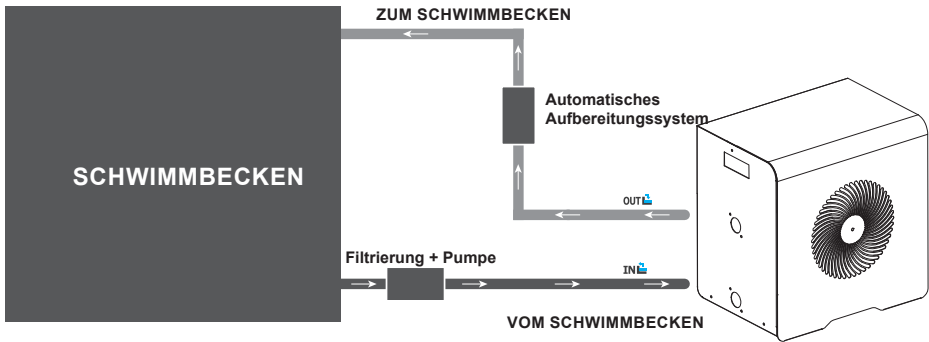 ZUM SCHWIMMBECKEN
Automatisches
Aufbereitungssystem
SCHWIMMBECKEN
OUT
Filtrierung + Pumpe
IN
VOM SCHWIMMBECKEN